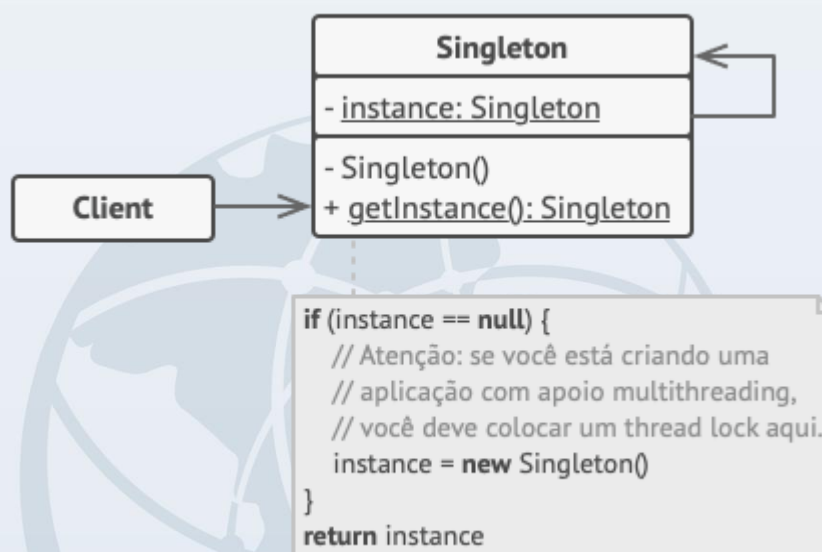 Singleton
- instance: Singleton
- Singleton()
+ getInstance(): Singleton
Client
if (instance == null) {
// Atenção: se você está criando uma
// aplicação com apoio multithreading,
// você deve colocar um thread lock aqui.
instance = new Singleton()
}
return instance